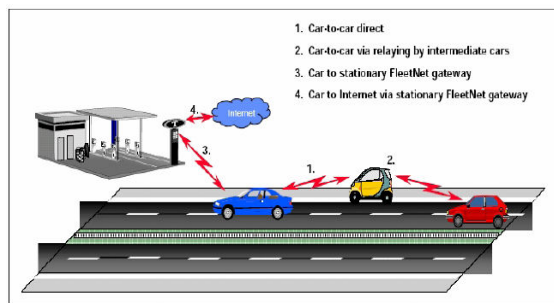 1. Car-to-car direct
2. Car-to-car via relaying by intermediate cars
3. Car to stationary FleetNet gateway
4. Car to Internet via stationary FleetNet gateway
4.
Internet
3.
1.
2.